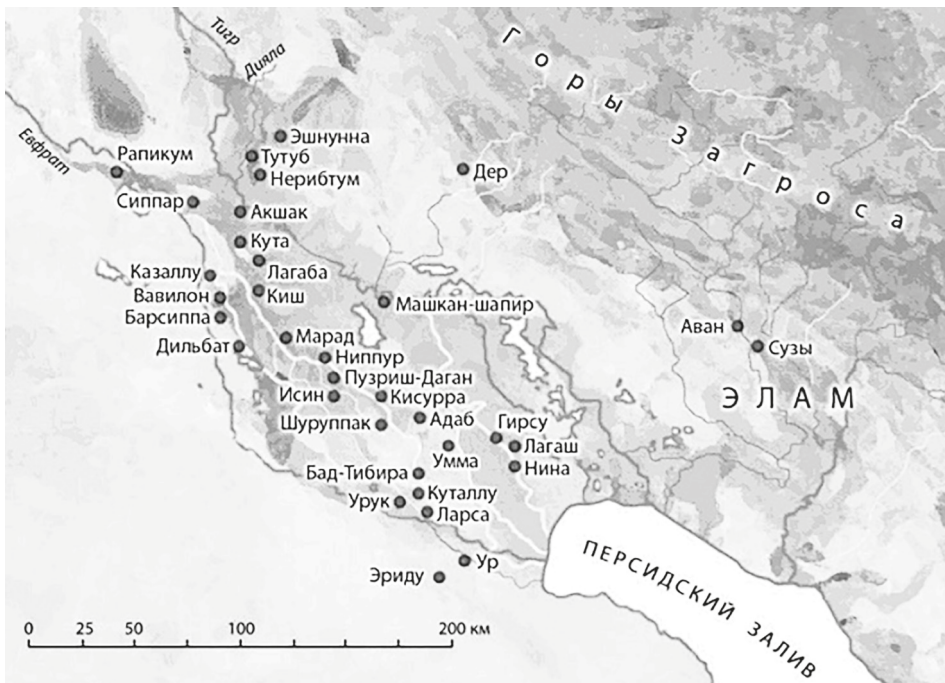 Тигр
Дияла
Горы Загроса
Евфрат
Эшнунна
Тутуб
Рапикум
Нерибтум
Дер
Сиппар
Акшак
Кута
Лагаба
Казаллу
Киш
Вавилон
Машкан-шапир
Барсиппа
Аван
Марад
Дильбат
Сузы
Ниппур
Пузриш-Даган
Исин
Кисурра
ЭЛАМ
Адаб
Гирсу
Шуруппак
Лагаш
Умма
Нина
Бад-Тибира
Куталлу
Урук
Ларса
Ур
Эриду
ПЕРСИДСКИЙ ЗАЛИВ
0 25 50 100 200 км